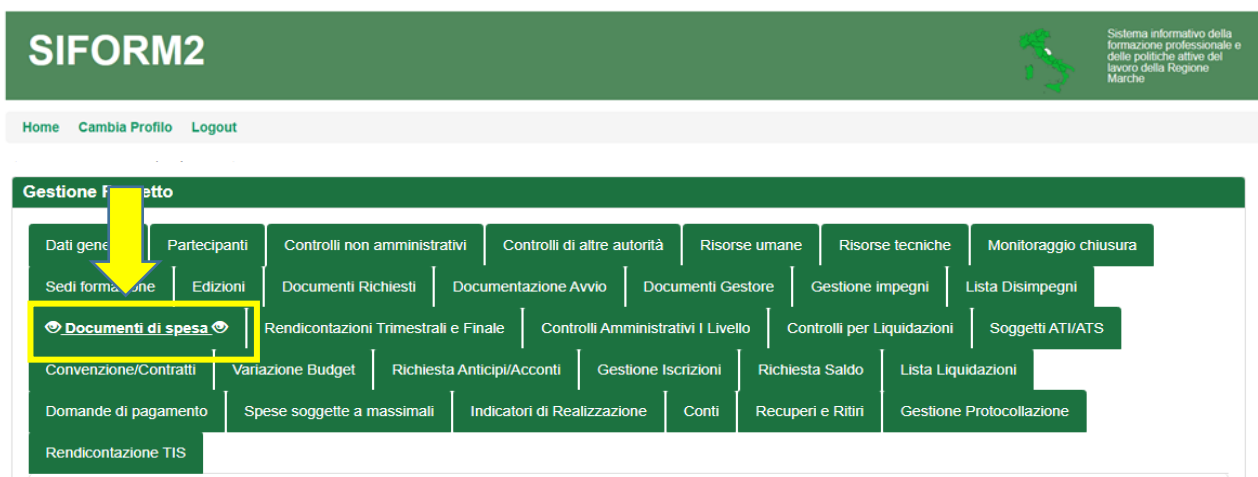 SIFORM2
Sistema informativo della
formazione professionale e
delle politiche attive del
lavoro della Regione
Marche
Home Cambia Profilo Logout
Gestione etto
Dati gene Partecipanti Controlli non amministrativi Controlli di altre autorità Risorse umane Risorse tecniche Monitoraggio chiusura
Sedi formazione Edizioni Documenti Richiesti Documentazione Avvio Documenti Gestore Gestione impegni Lista Disimpegni
Documenti di spesa Rendicontazioni Trimestrali e Finale Controlli Amministrativi I Livello Controlli per Liquidazioni Soggetti ATI/ATS
Convenzione/Contratti Variazione Budget Richiesta Anticipi/Acconti Gestione Iscrizioni Richiesta Saldo Lista Liquidazioni
Domande di pagamento Spese soggette a massimali Indicatori di Realizzazione Conti Recuperi e Ritiri Gestione Protocollazione
Rendicontazione TIS